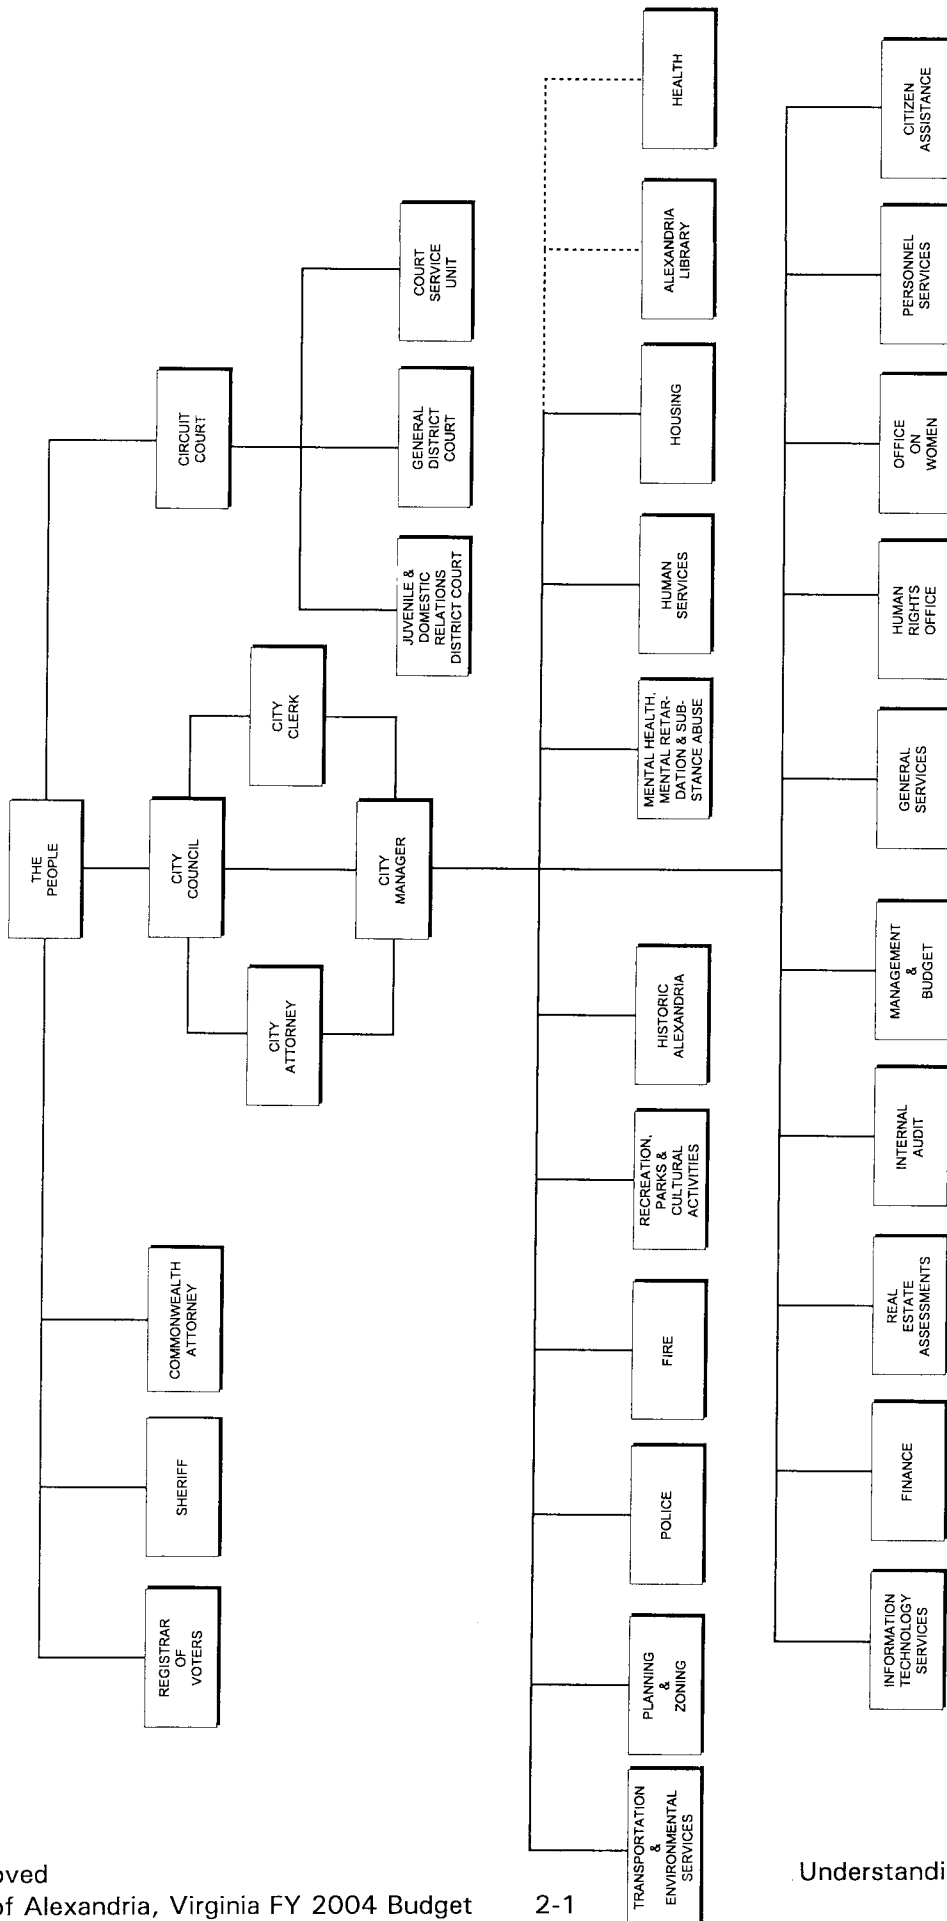 THE
PEOPLE
REGISTRAR
OF
VOTERS
SHERIFF
COMMONWEALTH
ATTORNEY
CITY
COUNCIL
CIRCUIT
COURT
CITY
ATTORNEY
CITY
CLERK
CITY
MANAGER
JUVENILE &
DOMESTIC
RELATIONS
DISTRICT COURT
GENERAL
DISTRICT
COURT
COURT
SERVICE
UNIT
TRANSPORTATION
&
ENVIRONMENTAL
SERVICES
PLANNING
&
ZONING
POLICE
FIRE
RECREATION,
PARKS &
CULTURAL
ACTIVITIES
HISTORIC
ALEXANDRIA
MENTAL HEALTH,
MENTAL RETAR-
DATION & SUB-
STANCE ABUSE
HUMAN
SERVICES
HOUSING
ALEXANDRIA
LIBRARY
HEALTH
INFORMATION
TECHNOLOGY
SERVICES
FINANCE
REAL
ESTATE
ASSESSMENTS
INTERNAL
AUDIT
MANAGEMENT
&
BUDGET
GENERAL
SERVICES
HUMAN
RIGHTS
OFFICE
OFFICE
ON
WOMEN
PERSONNEL
SERVICES
CITIZEN
ASSISTANCE
oved
of Alexandria, Virginia FY 2004 Budget
2-1
Understandi